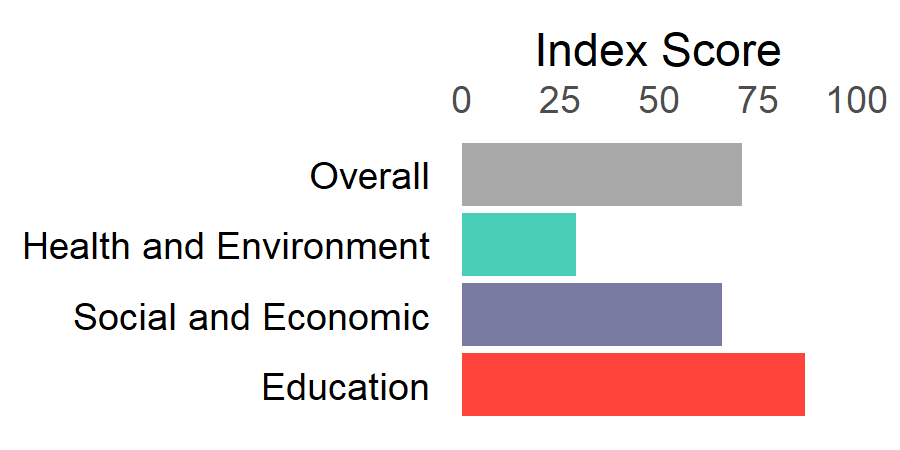 Index Score
0 25 50 75 100
Overall
Health and Environment
Social and Economic
Education